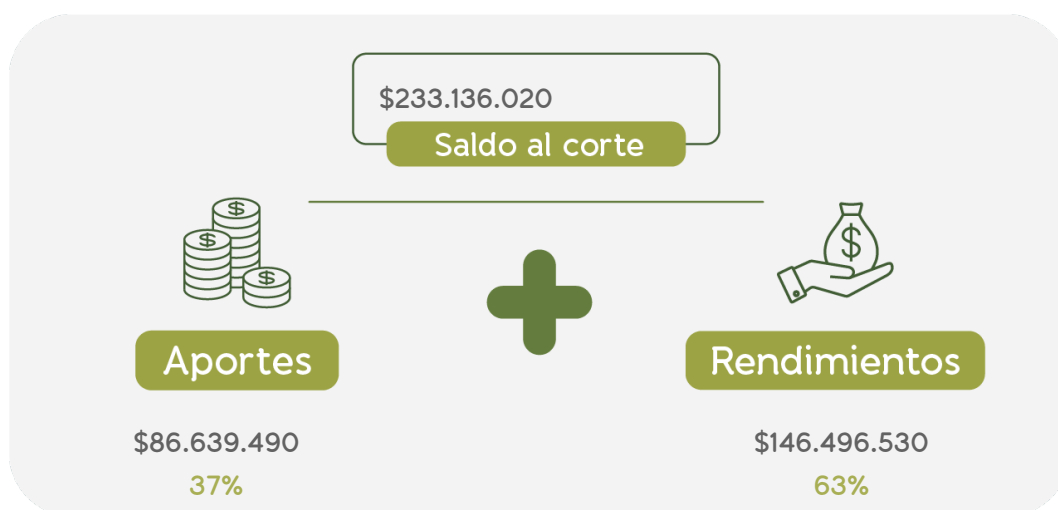 $233.136.020
Saldo al corte
Aportes
Rendimientos
$86.639.490
$146.496.530
37%
63%